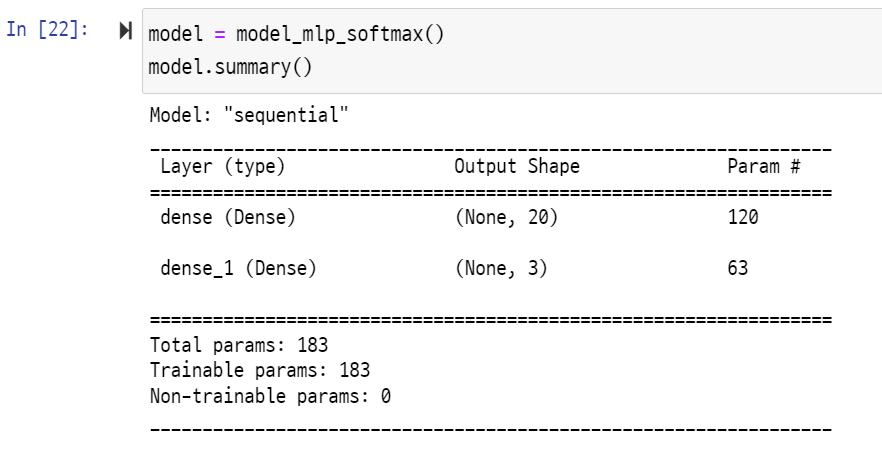 In [22]:
model = model_mlp_softmax()
model.summary()
Model: "sequential"
_________________________________________________________________
Layer (type) Output Shape Param #
=================================================================
dense (Dense) (None, 20) 120
dense_1 (Dense) (None, 3) 63
=================================================================
Total params: 183
Trainable params: 183
Non-trainable params: 0
_________________________________________________________________